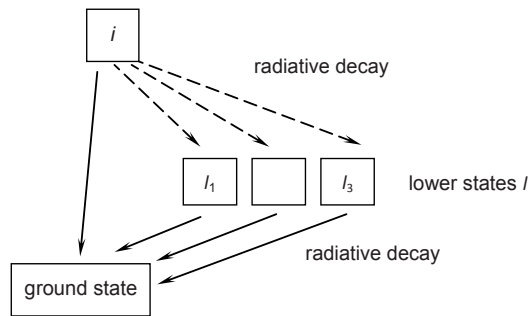 i
radiative decay
l₁
l₃
lower states l
radiative decay
ground state